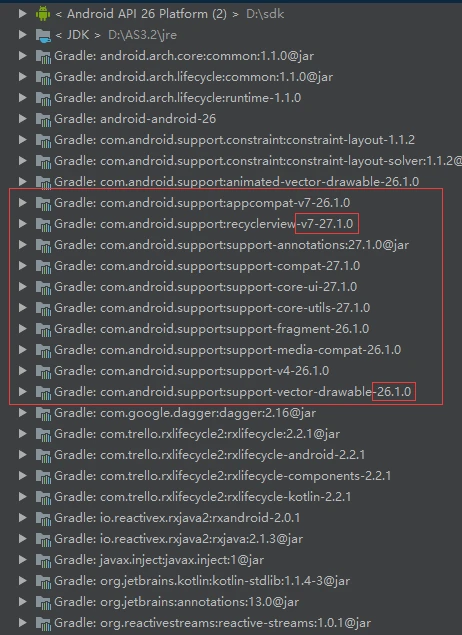 < Android API 26 Platform (2) > D:\sdk
< JDK > D:\AS3.2\jre
Gradle: android.arch.core:common:1.1.0@jar
Gradle: android.arch.lifecycle:common:1.1.0@jar
Gradle: android.arch.lifecycle:runtime-1.1.0
Gradle: android-android-26
Gradle: com.android.support.constraint:constraint-layout-1.1.2
Gradle: com.android.support.constraint:constraint-layout-solver:1.1.2@
Gradle: com.android.support:animated-vector-drawable-26.1.0
Gradle: com.android.support:appcompat-v7-26.1.0
Gradle: com.android.support:recyclerview-v7-27.1.0
Gradle: com.android.support:support-annotations:27.1.0@jar
Gradle: com.android.support:support-compat-27.1.0
Gradle: com.android.support:support-core-ui-27.1.0
Gradle: com.android.support:support-core-utils-27.1.0
Gradle: com.android.support:support-fragment-26.1.0
Gradle: com.android.support:support-media-compat-26.1.0
Gradle: com.android.support:support-v4-26.1.0
Gradle: com.android.support:support-vector-drawable-26.1.0
Gradle: com.google.dagger:dagger:2.16@jar
Gradle: com.trello.rxlifecycle2:rxlifecycle:2.2.1@jar
Gradle: com.trello.rxlifecycle2:rxlifecycle-android-2.2.1
Gradle: com.trello.rxlifecycle2:rxlifecycle-components-2.2.1
Gradle: com.trello.rxlifecycle2:rxlifecycle-kotlin-2.2.1
Gradle: io.reactivex.rxjava2:rxandroid-2.0.1
Gradle: io.reactivex.rxjava2:rxjava:2.1.3@jar
Gradle: javax.inject:javax.inject:1@jar
Gradle: org.jetbrains.kotlin:kotlin-stdlib:1.1.4-3@jar
Gradle: org.jetbrains:annotations:13.0@jar
Gradle: org.reactivestreams:reactive-streams:1.0.1@jar